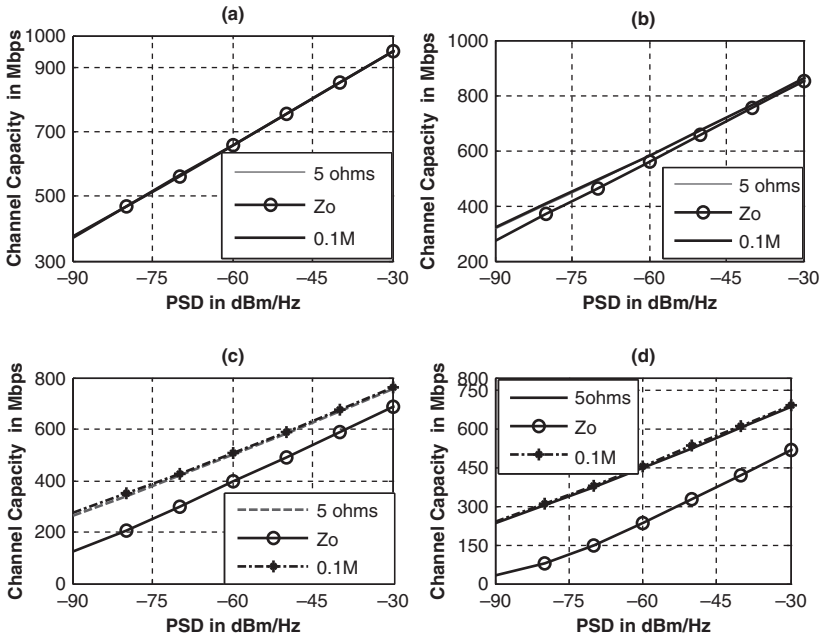 (a)
Channel Capacity in Mbps
1000
900
700
500
300
5 ohms
Zo
0.1M
−90 −75 −60 −45 −30
PSD in dBm/Hz
(b)
Channel Capacity in Mbps
1000
800
600
400
200
5 ohms
Zo
0.1M
−90 −75 −60 −45 −30
PSD in dBm/Hz
(c)
Channel Capacity in Mbps
800
600
400
200
0
5 ohms
Zo
0.1M
−90 −75 −60 −45 −30
PSD in dBm/Hz
(d)
Channel Capacity in Mbps
800
750
600
450
300
150
0
5ohms
Zo
0.1M
−90 −75 −60 −45 −30
PSD in dBm/Hz